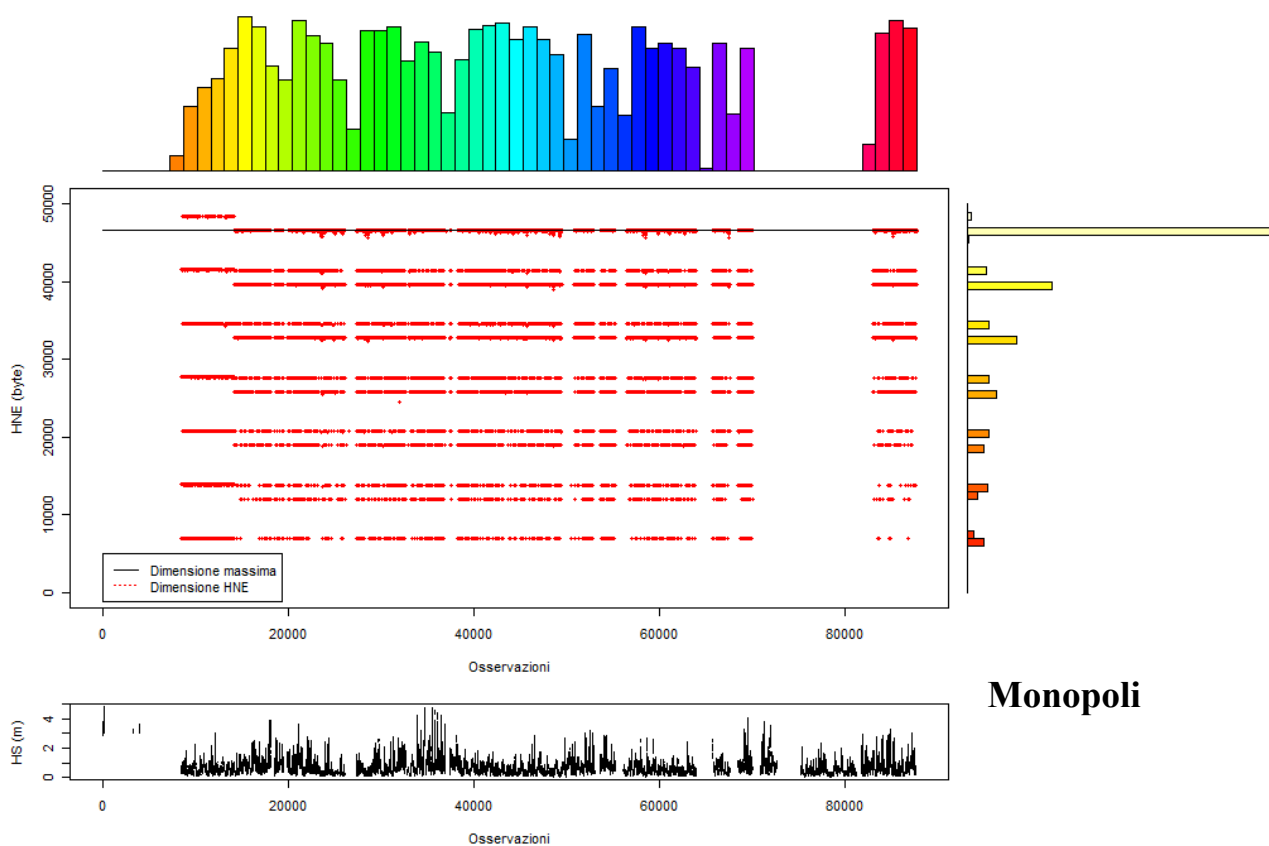 50000
40000
30000
20000
10000
0
HNE (byte)
Dimensione massima
Dimensione HNE
0 20000 40000 60000 80000
Osservazioni
Monopoli
4
2
0
HS (m)
0 20000 40000 60000 80000
Osservazioni